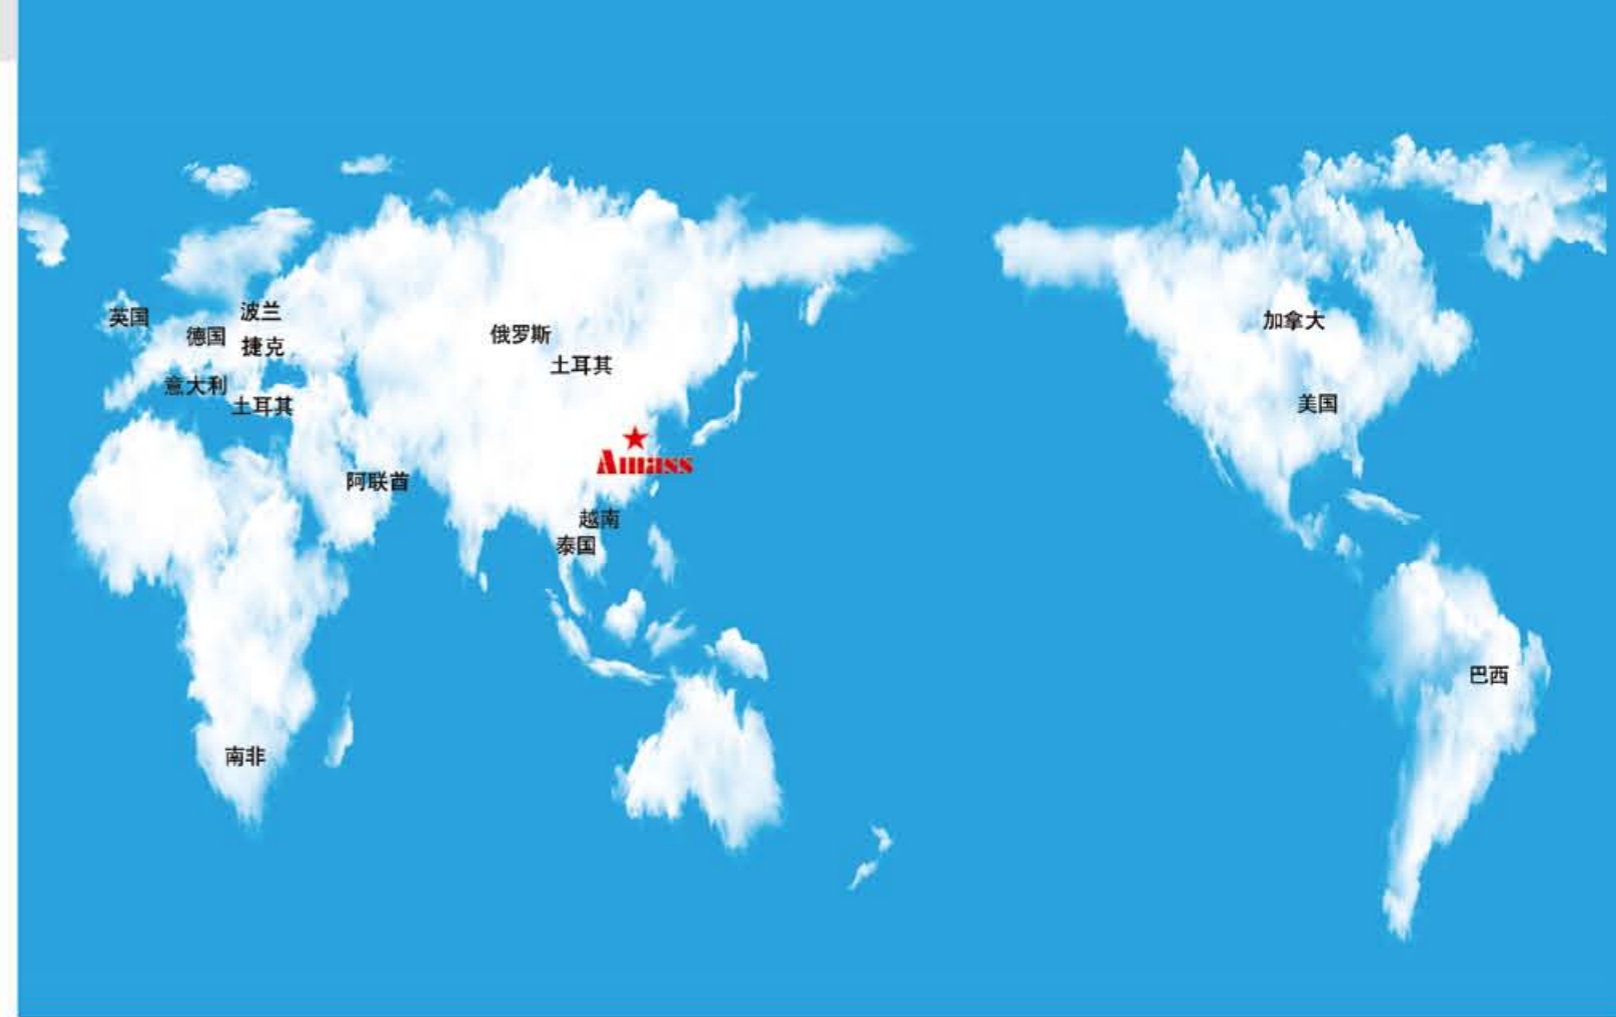 英国
波兰
德国
捷克
意大利
土耳其
俄罗斯
土耳其
Amass
阿联酋
越南
泰国
南非
加拿大
美国
巴西